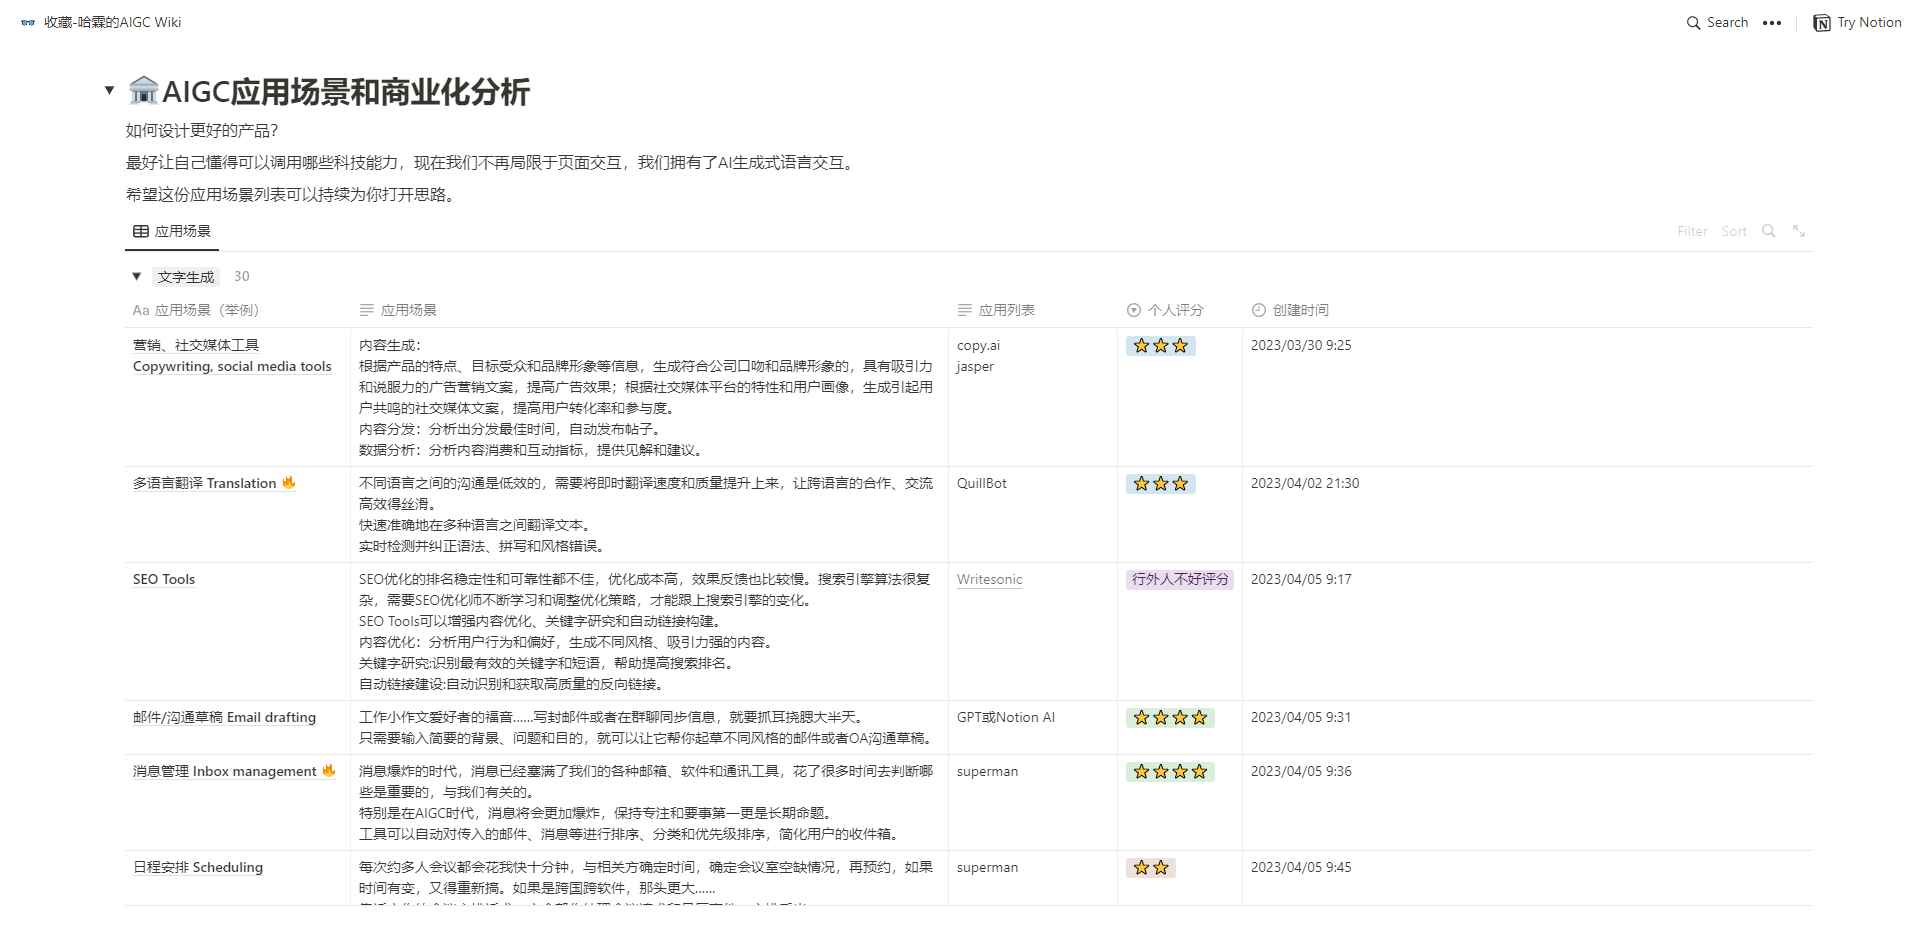 收藏-哈霖的AIGC Wiki
Search
Try Notion
AIGC应用场景和商业化分析
如何设计更好的产品?
最好让自己懂得可以调用哪些科技能力，现在我们不再局限于页面交互，我们拥有了AI生成式语言交互。
希望这份应用场景列表可以持续为你打开思路。
应用场景
Filter Sort
文字生成 30
Aa 应用场景（举例） 应用场景 应用列表 个人评分 创建时间
营销、社交媒体工具
Copywriting, social media tools
内容生成：
根据产品的特点、目标受众和品牌形象等信息，生成符合公司口吻和品牌形象的，具有吸引力
和说服力的广告营销文案，提高广告效果；根据社交媒体平台的特性和用户画像，生成引起用
户共鸣的社交媒体文案，提高用户转化率和参与度。
内容分发：分析出分发最佳时间，自动发布帖子。
数据分析：分析内容消费和互动指标，提供见解和建议。
copy.ai
jasper
2023/03/30 9:25
多语言翻译 Translation
不同语言之间的沟通是低效的，需要将即时翻译速度和质量提升上来，让跨语言的合作、交流
高效得丝滑。
快速准确地在多种语言之间翻译文本。
实时检测并纠正语法、拼写和风格错误。
QuillBot
2023/04/02 21:30
SEO Tools
SEO优化的排名稳定性和可靠性都不佳，优化成本高，效果反馈也比较慢。搜索引擎算法很复
杂，需要SEO优化师不断学习和调整优化策略，才能跟上搜索引擎的变化。
SEO Tools可以增强内容优化、关键字研究和自动链接构建。
内容优化：分析用户行为和偏好，生成不同风格、吸引力强的内容。
关键字研究:识别最有效的关键字和短语，帮助提高搜索排名。
自动链接建设:自动识别和获取高质量的反向链接。
Writesonic
行外人不好评分
2023/04/05 9:17
邮件/沟通草稿 Email drafting
工作小作文爱好者的福音......写封邮件或者在群聊同步信息，就要抓耳挠腮大半天。
只需要输入简要的背景、问题和目的，就可以让它帮你起草不同风格的邮件或者OA沟通草稿。
GPT或Notion AI
2023/04/05 9:31
消息管理 Inbox management
消息爆炸的时代，消息已经塞满了我们的各种邮箱、软件和通讯工具，花了很多时间去判断哪
些是重要的，与我们有关的。
特别是在AIGC时代，消息将会更加爆炸，保持专注和要事第一更是长期命题。
工具可以自动对传入的邮件、消息等进行排序、分类和优先级排序，简化用户的收件箱。
superman
2023/04/05 9:36
日程安排 Scheduling
每次约多人会议都会花我快十分钟，与相关方确定时间，确定会议室空缺情况，再预约，如果
时间有变，又得重新搞。如果是跨国跨软件，那头更大......
superman
2023/04/05 9:45